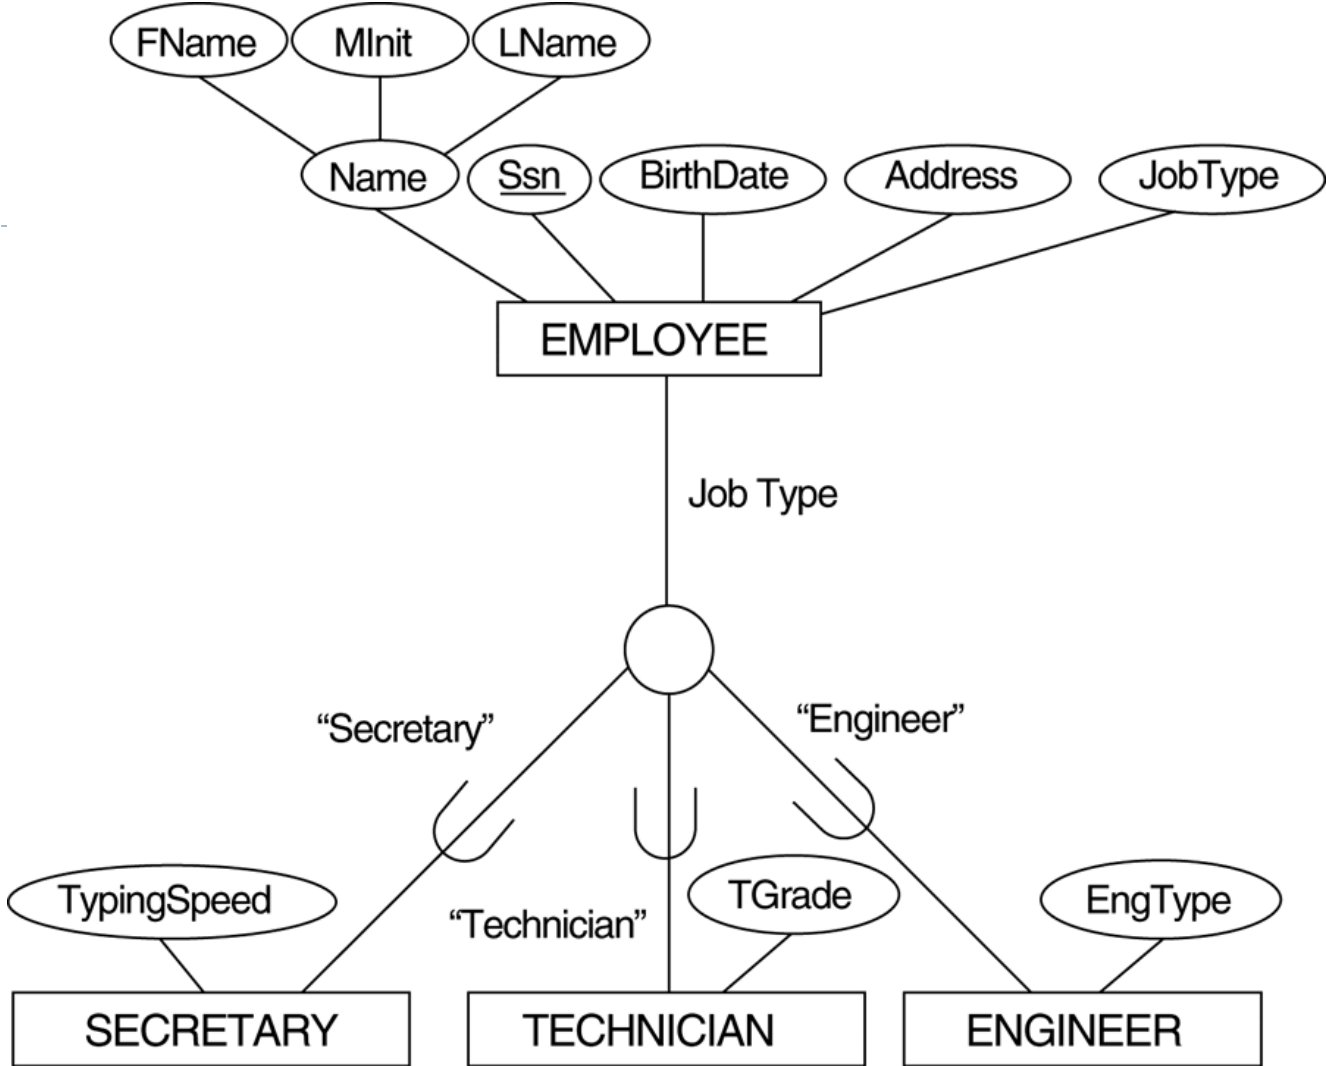 FName
MInit
LName
Name
Ssn
BirthDate
Address
JobType
EMPLOYEE
Job Type
“Secretary”
“Engineer”
“Technician”
TypingSpeed
TGrade
EngType
SECRETARY
TECHNICIAN
ENGINEER